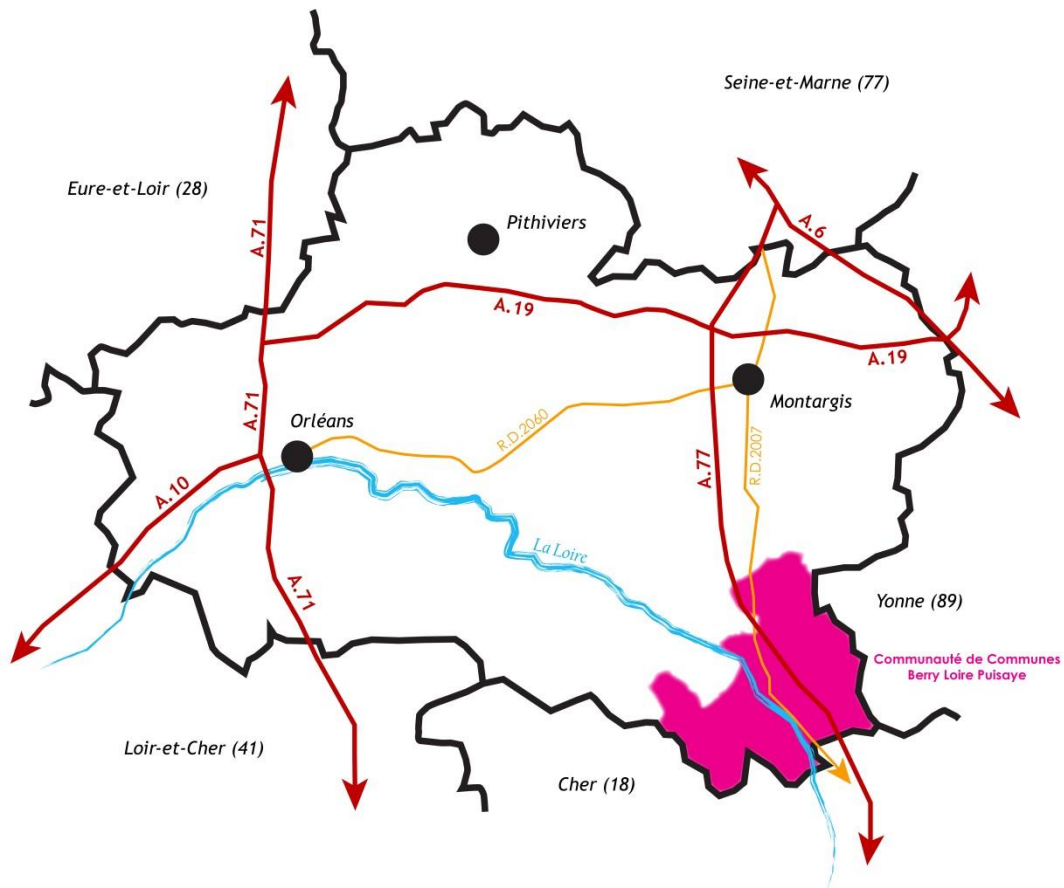 Seine-et-Marne (77)
Eure-et-Loir (28)
A.71
Pithiviers
A.6
A.19
A.19
Montargis
A.71
Orléans
R.D.2060
A.77
R.D.2007
A.10
La Loire
A.71
Yonne (89)
Communauté de Communes
Berry Loire Puisaye
Loir-et-Cher (41)
Cher (18)